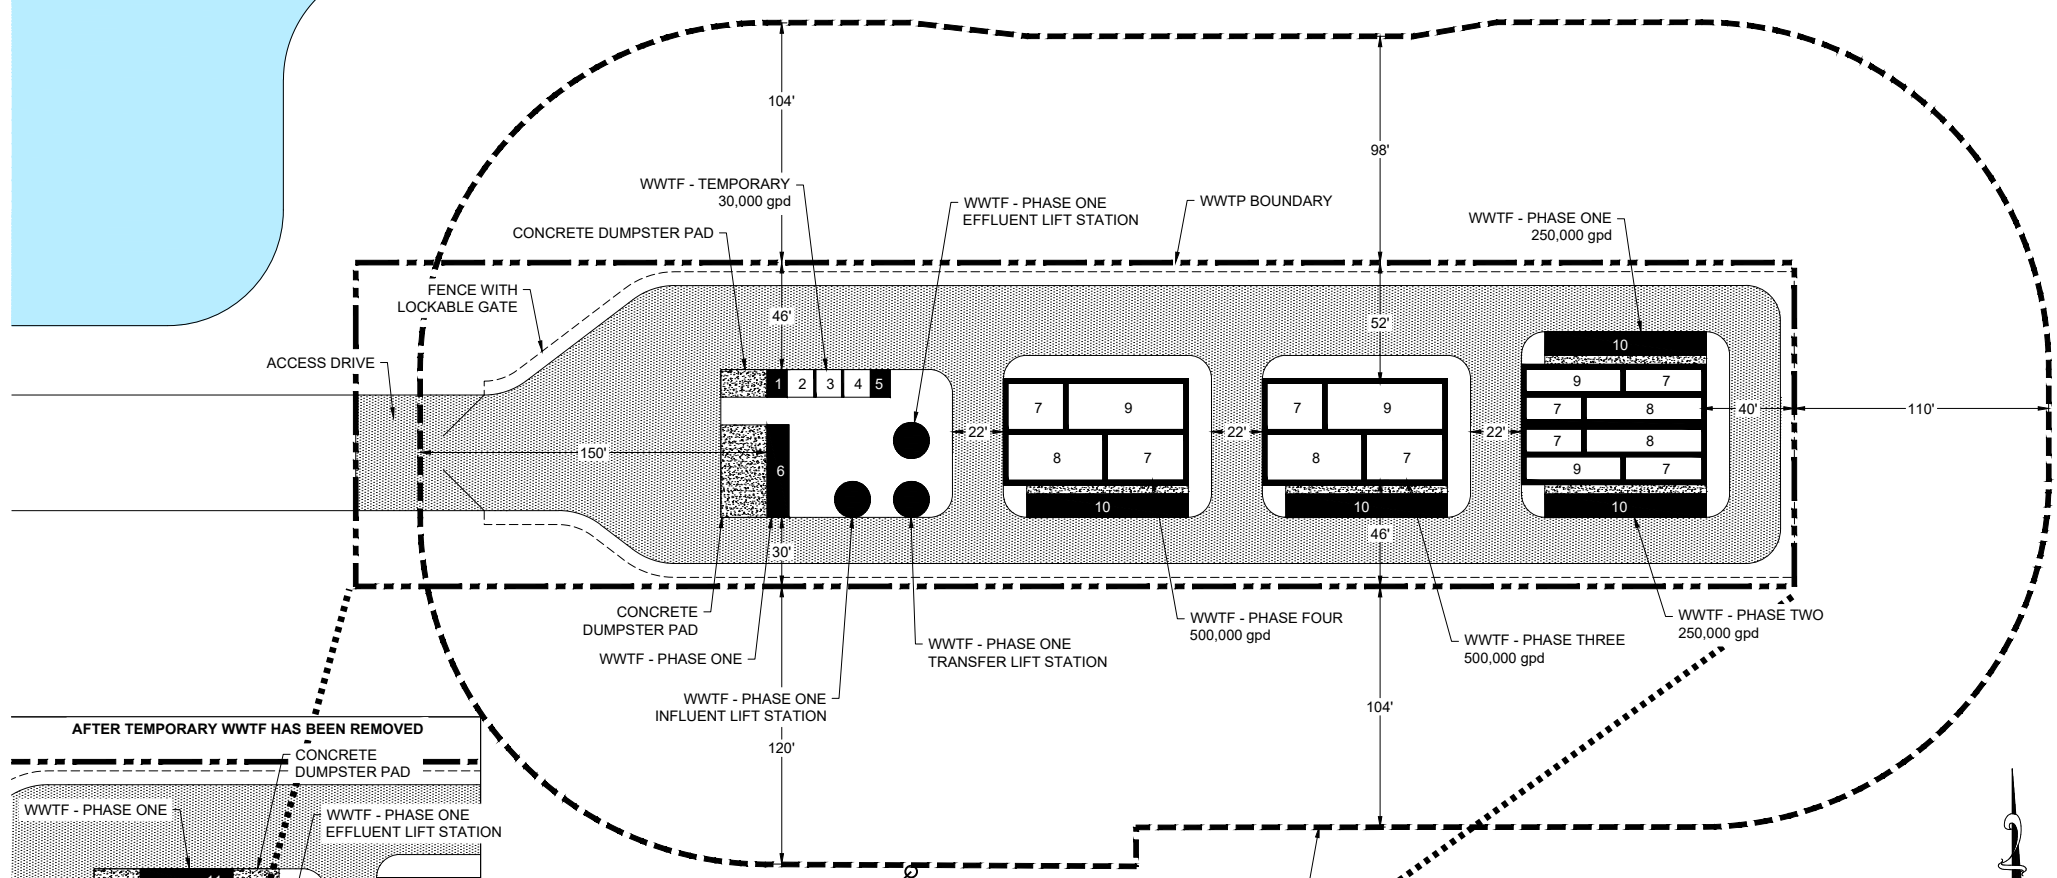 104'
98'
WWTF - TEMPORARY
30,000 gpd
WWTF - PHASE ONE
EFFLUENT LIFT STATION
WWTP BOUNDARY
WWTF - PHASE ONE
250,000 gpd
CONCRETE DUMPSTER PAD
FENCE WITH
LOCKABLE GATE
46'
52'
ACCESS DRIVE
10
1 2 3 4 5
9 7
7 9
7 9
7 8
40'
110'
22'
22'
22'
150'
6
8 7
8 7
7 8
9 7
10
10
10
30'
46'
CONCRETE
DUMPSTER PAD
WWTF - PHASE ONE
WWTF - PHASE ONE
TRANSFER LIFT STATION
WWTF - PHASE FOUR
500,000 gpd
WWTF - PHASE THREE
500,000 gpd
WWTF - PHASE TWO
250,000 gpd
WWTF - PHASE ONE
INFLUENT LIFT STATION
104'
120'
AFTER TEMPORARY WWTF HAS BEEN REMOVED
CONCRETE
DUMPSTER PAD
WWTF - PHASE ONE
WWTF - PHASE ONE
EFFLUENT LIFT STATION